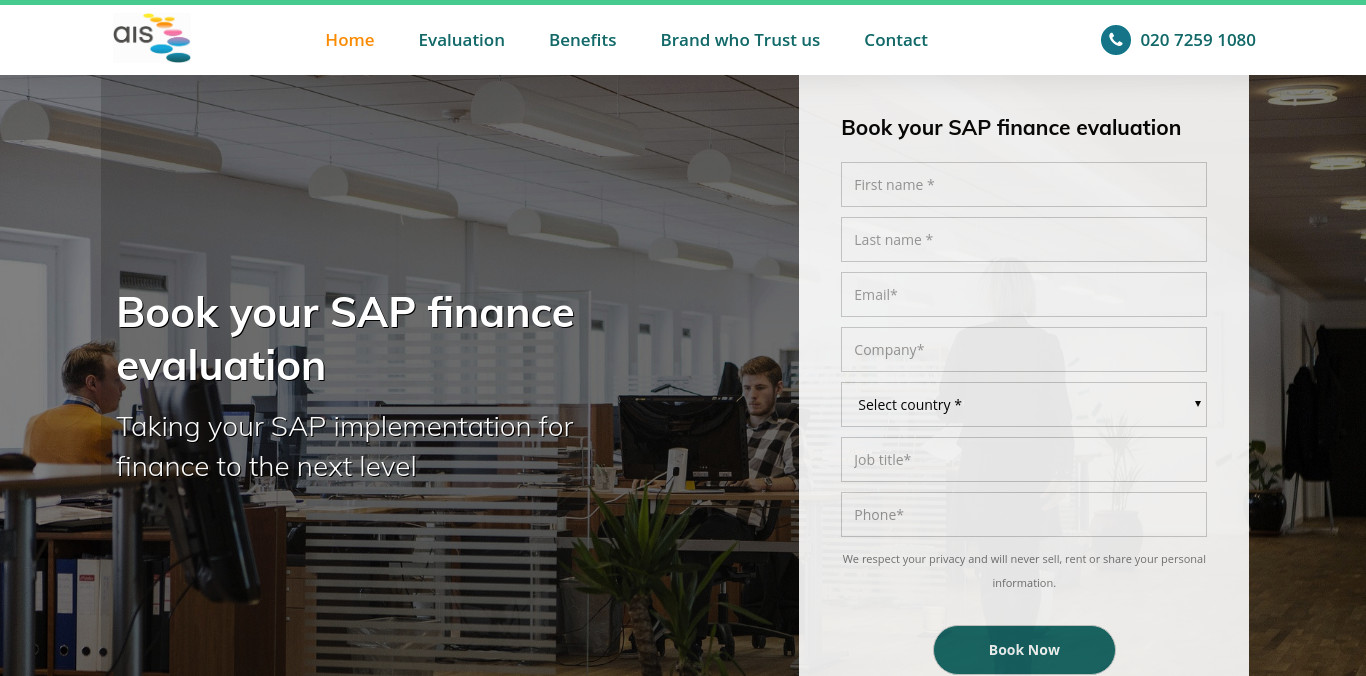 ais
Home
Evaluation
Benefits
Brand who Trust us
Contact
020 7259 1080
Book your SAP finance
evaluation
Taking your SAP implementation for
finance to the next level
Book your SAP finance evaluation
First name *
Last name *
Email*
Company*
Select country *
Job title*
Phone*
We respect your privacy and will never sell, rent or share your personal
information.
Book Now